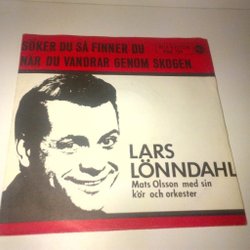 SÖKER DU SÅ FINNER DU
NÄR DU VANDRAR GENOM SKOGEN
LARS
LÖNNDAHL
Mats Olsson med sin
kör och orkester